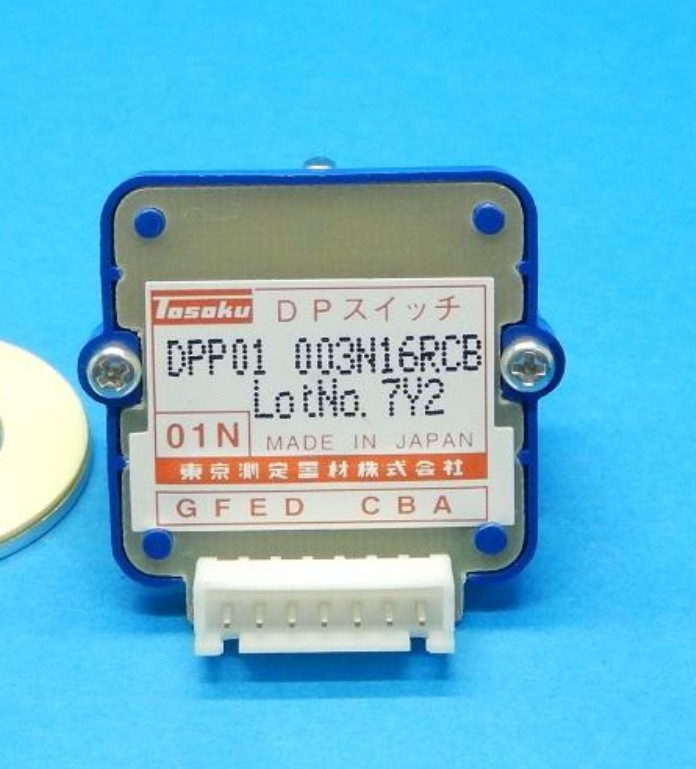 Tosoku DPスイッチ
DPP01 003N16RCB
LotNo. 7Y2
01N MADE IN JAPAN
東京測定器材株式会社
GFED CBA